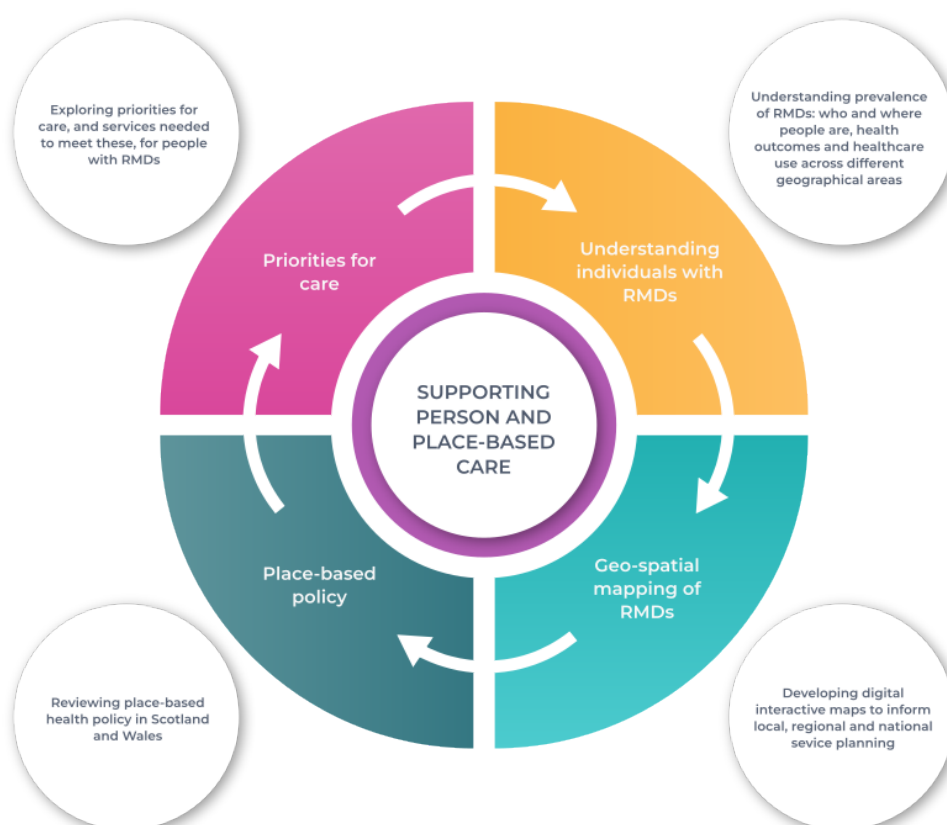 Exploring priorities for
care, and services needed
to meet these, for people
with RMDs
Understanding prevalence
of RMDs: who and where
people are, health
outcomes and healthcare
use across different
geographical areas
Priorities for
care
Understanding
individuals with
RMDs
SUPPORTING
PERSON AND
PLACE-BASED
CARE
Place-based
policy
Geo-spatial
mapping of
RMDs
Reviewing place-based
health policy in Scotland
and Wales
Developing digital
interactive maps to inform
local, regional and national
sevice planning